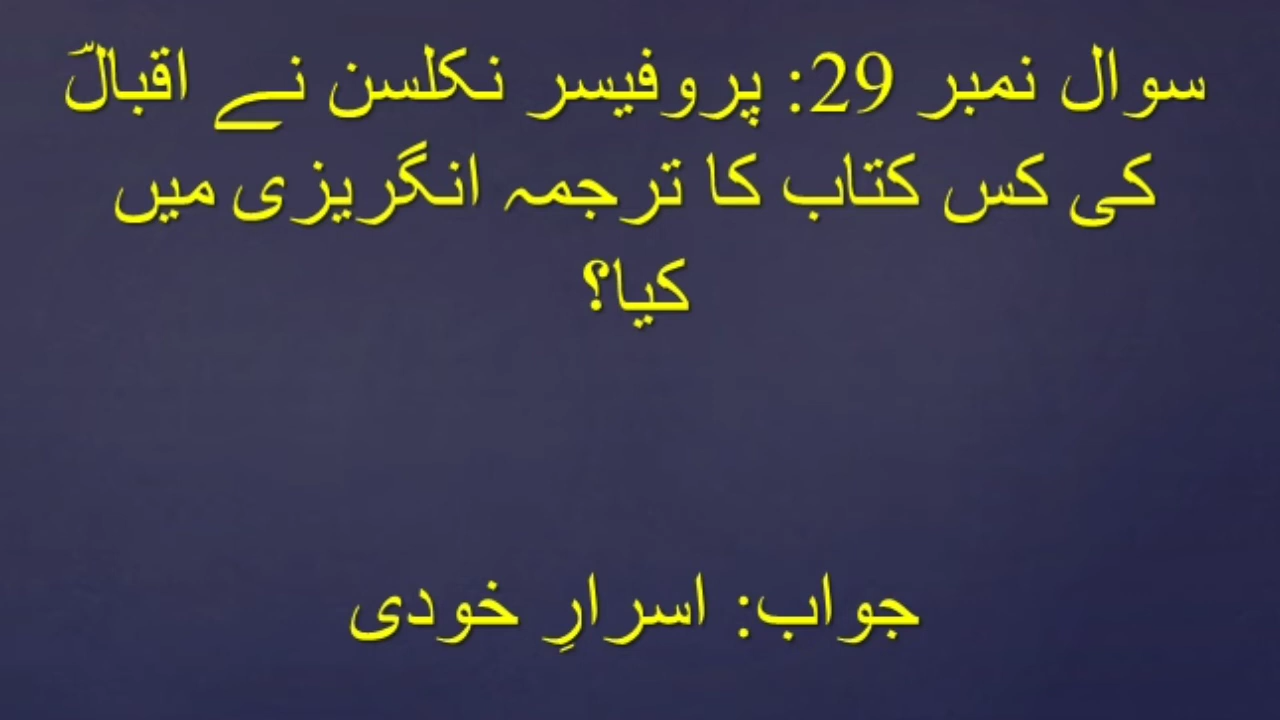 سوال نمبر 29: پروفیسر نکلسن نے اقبالؔ
کی کس کتاب کا ترجمہ انگریزی میں
کیا؟
جواب: اسرارِ خودی